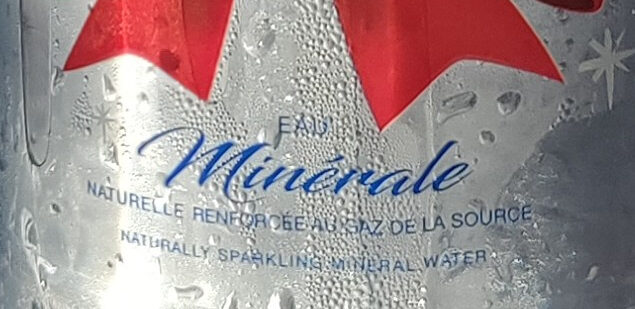 EAU
Minérale
NATURELLE RENFORCÉE AU GAZ DE LA SOURCE
NATURALLY SPARKLING MINERAL WATER